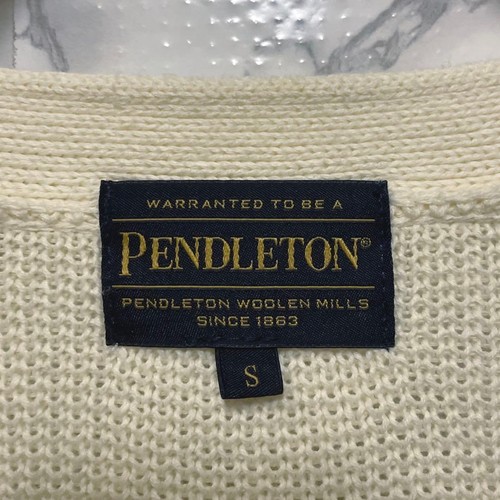 WARRANTED TO BE A
PENDLETON®
PENDLETON WOOLEN MILLS
SINCE 1863
S